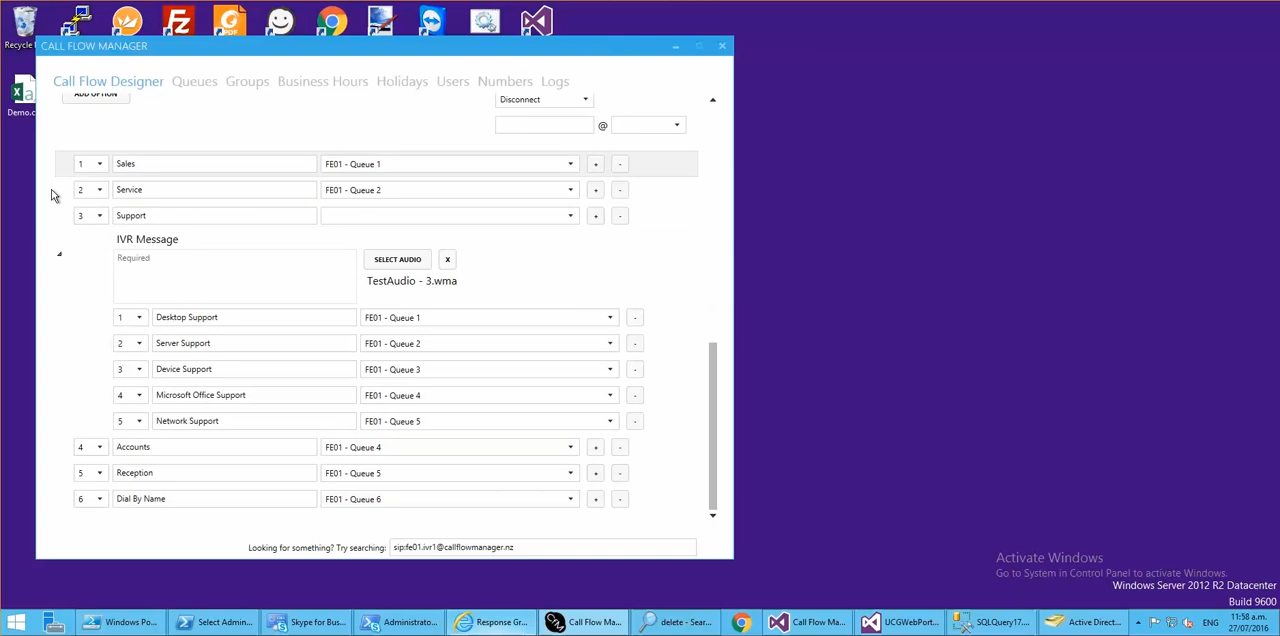 Recycle
PDF
Demo.c
CALL FLOW MANAGER
Call Flow Designer Queues Groups Business Hours Holidays Users Numbers Logs
ADD OPTION
Disconnect
@
1 Sales FE01 - Queue 1 + -
2 Service FE01 - Queue 2 + -
3 Support + -
IVR Message
Required
SELECT AUDIO X
TestAudio - 3.wma
1 Desktop Support FE01 - Queue 1 -
2 Server Support FE01 - Queue 2 -
3 Device Support FE01 - Queue 3 -
4 Microsoft Office Support FE01 - Queue 4 -
5 Network Support FE01 - Queue 5 -
4 Accounts FE01 - Queue 4 + -
5 Reception FE01 - Queue 5 + -
6 Dial By Name FE01 - Queue 6 + -
Looking for something? Try searching: sip:fe01.ivr1@callflowmanager.nz
Activate Windows
Go to System in Control Panel to activate Windows.
Windows Server 2012 R2 Datacenter
Build 9600
Windows Po... Select Admin... Skype for Bus... Administrato... Response Gr... Call Flow Ma... delete - Sear... Call Flow Ma... UCGWebPort... SQLQuery17.... Active Direct... ENG 11:58 a.m.
27/07/2016